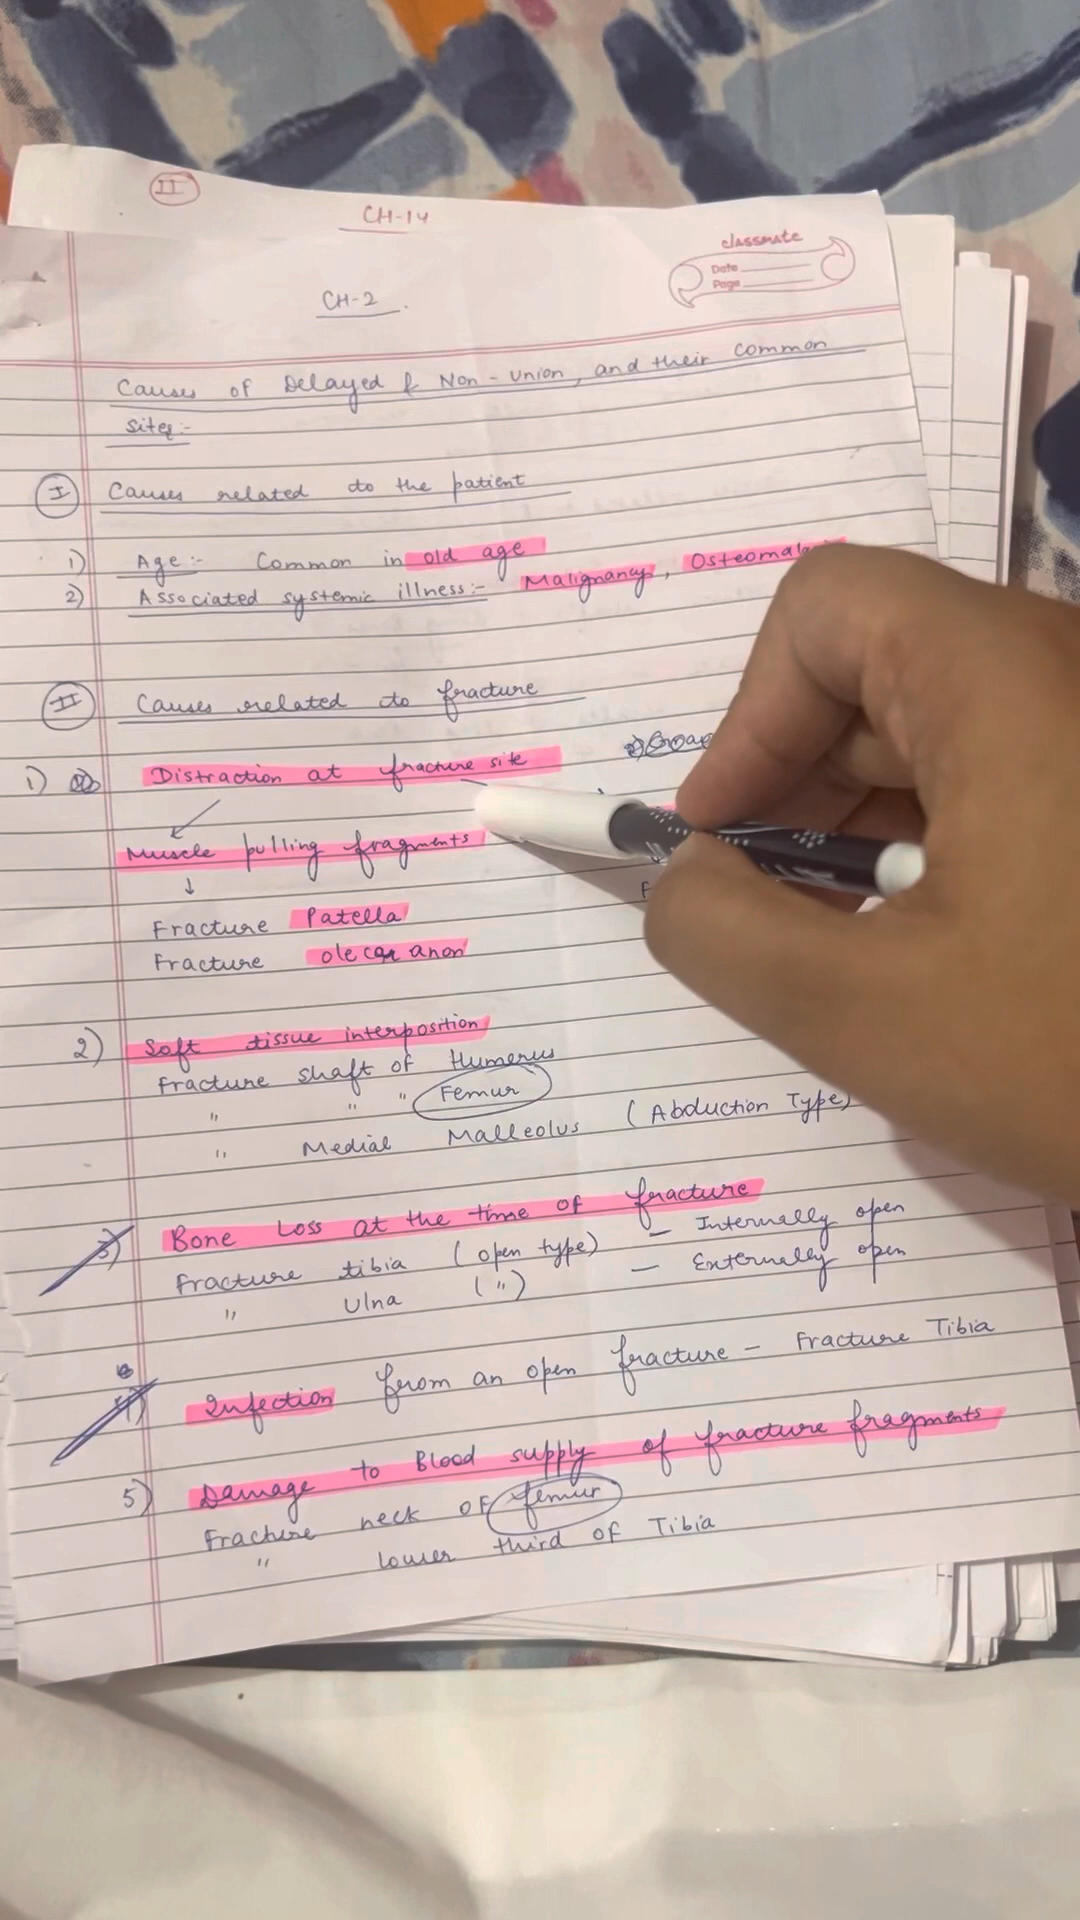 II
CH-14
classmate
Date
Page
CH-2
Causes of Delayed & Non-Union, and their common
sites:-
I Causes related to the patient
1) Age:- Common in old age
2) Associated systemic illness:- Malignancy, Osteomalacia
II Causes related to fracture
1) Distraction at fracture site
Muscle pulling fragments
Fracture Patella
Fracture olecranon
2) Soft tissue interposition
Fracture shaft of Humerus
" " " Femur
" Medial Malleolus (Abduction Type)
3) Bone Loss at the time of fracture
Fracture tibia (open type) - Internally open
" Ulna (") - Externally open
4) Infection from an open fracture - Fracture Tibia
5) Damage to Blood supply of fracture fragments
Fracture neck of femur
" lower third of Tibia